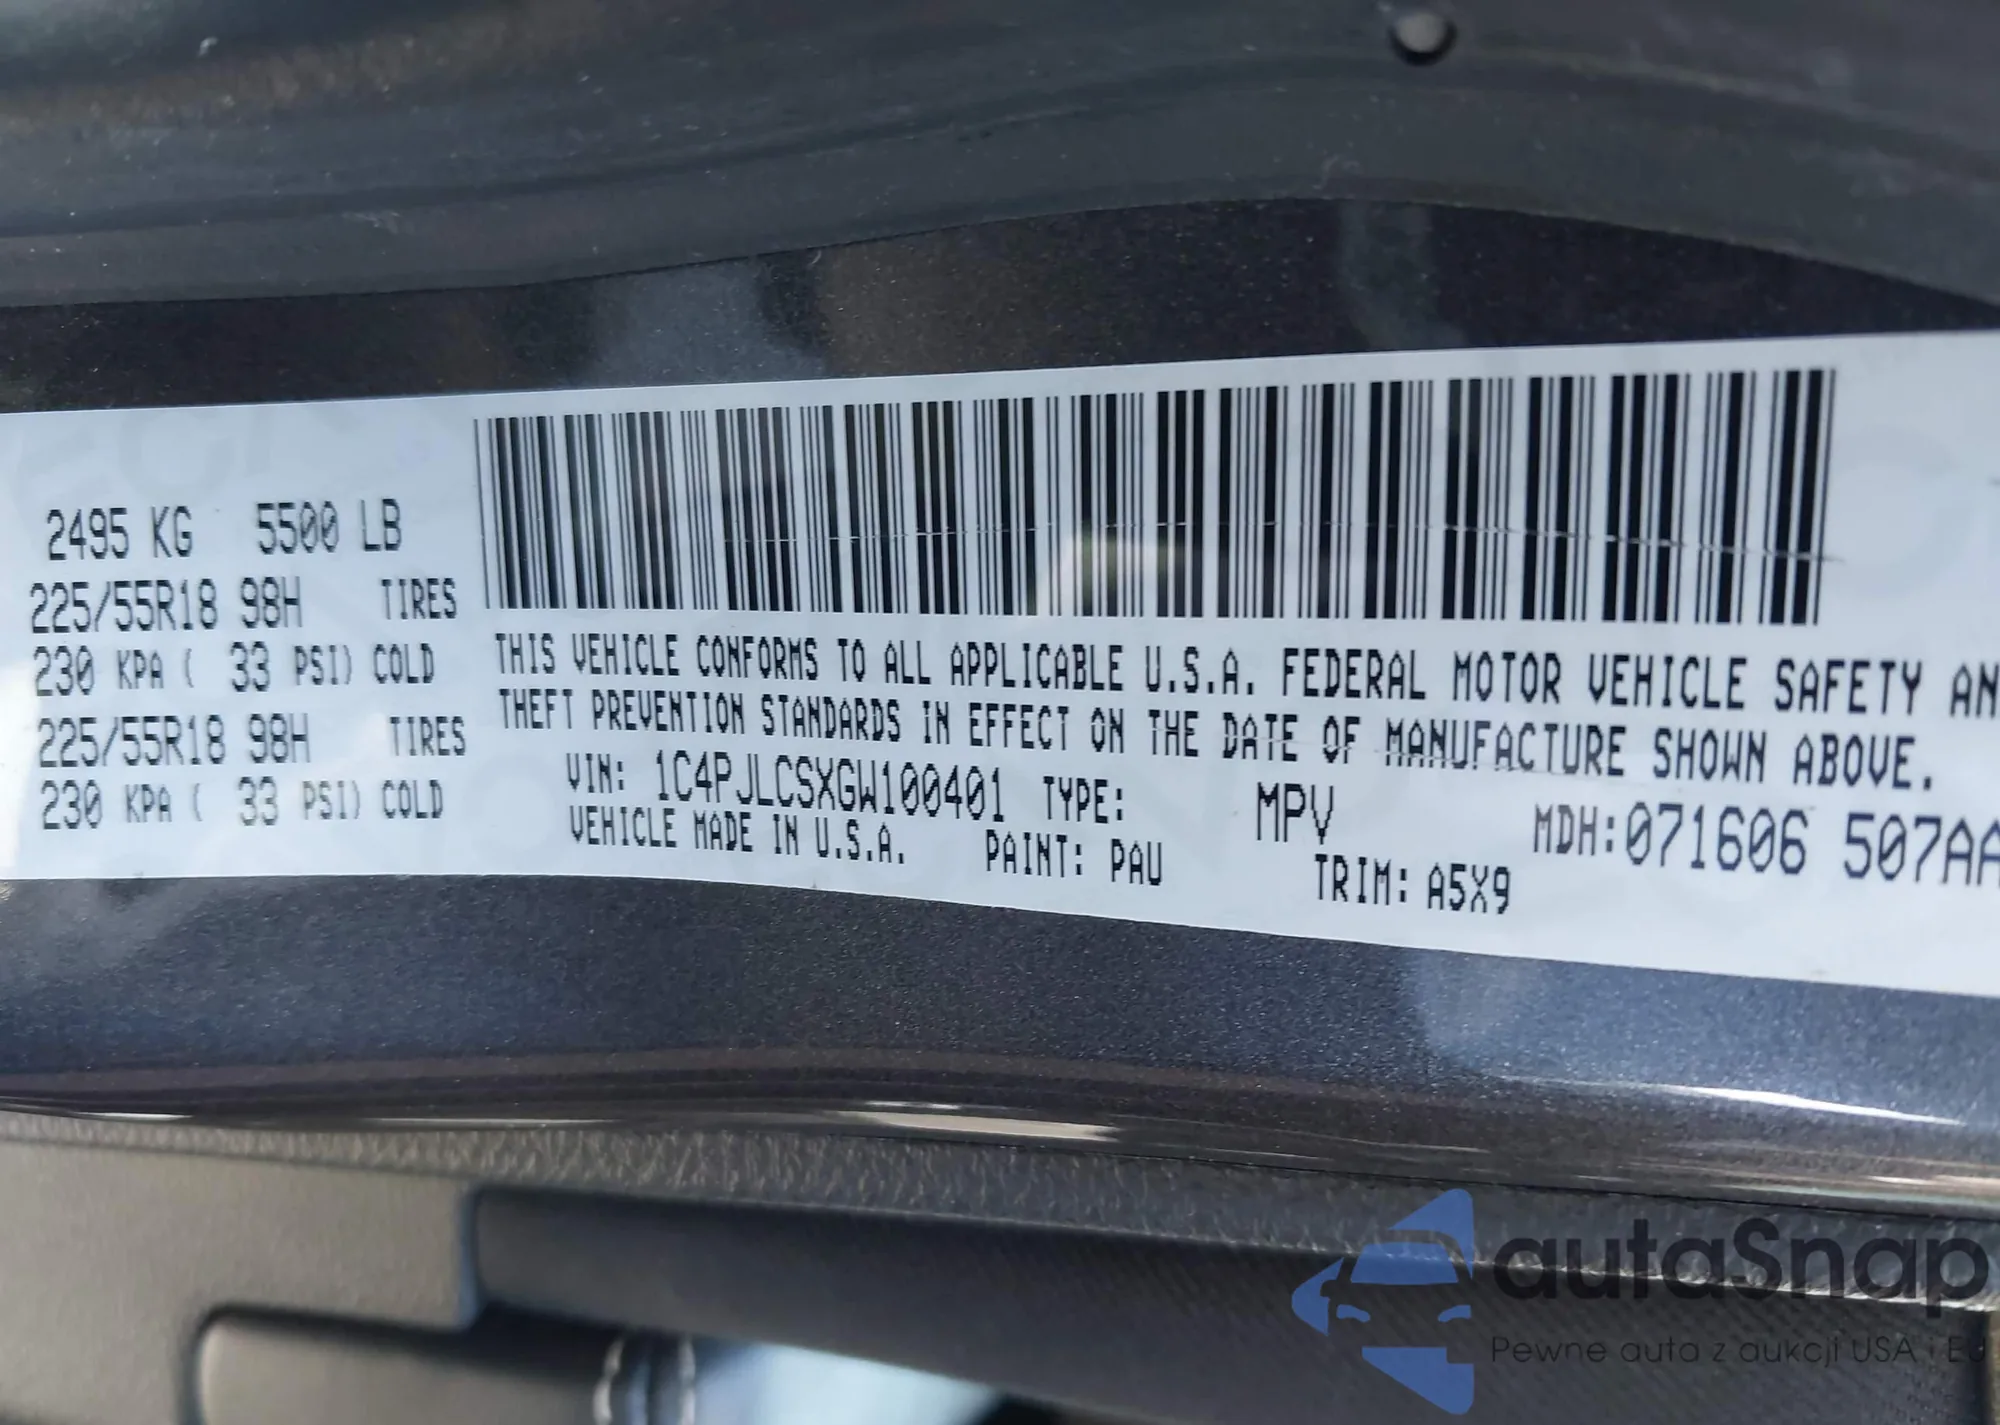 2495 KG 5500 LB
225/55R18 98H TIRES
230 KPA ( 33 PSI) COLD
225/55R18 98H TIRES
230 KPA ( 33 PSI) COLD
THIS VEHICLE CONFORMS TO ALL APPLICABLE U.S.A. FEDERAL MOTOR VEHICLE SAFETY AN
THEFT PREVENTION STANDARDS IN EFFECT ON THE DATE OF MANUFACTURE SHOWN ABOVE.
VIN: 1C4PJLCSXGW100401 TYPE: MPV MDH:071606 507AA
VEHICLE MADE IN U.S.A. PAINT: PAU TRIM: A5X9
autaSnap
Pewne auta z aukcji USA i EU